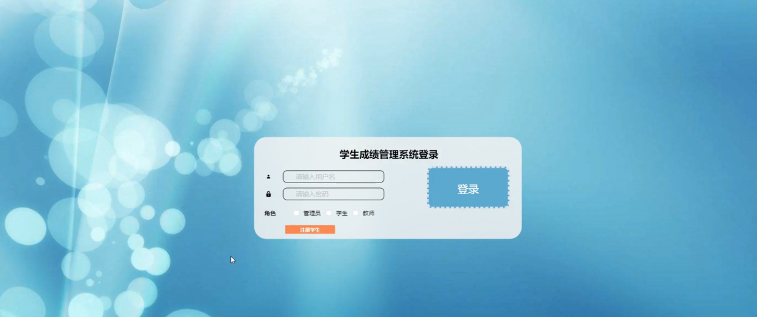 学生成绩管理系统登录
请输入用户名
请输入密码
登录
角色 管理员 学生 教师
注册学生